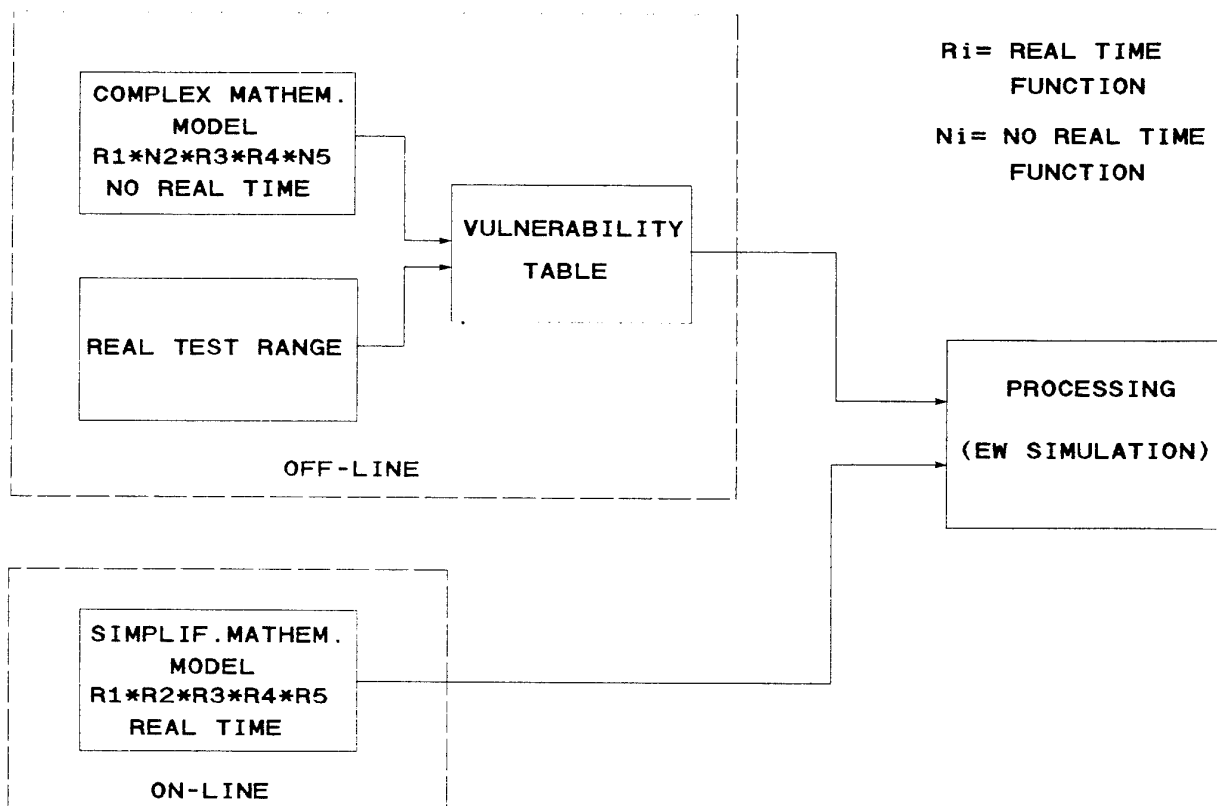 Ri= REAL TIME
FUNCTION
Ni= NO REAL TIME
FUNCTION
COMPLEX MATHEM.
MODEL
R1*N2*R3*R4*N5
NO REAL TIME
VULNERABILITY
TABLE
REAL TEST RANGE
OFF-LINE
PROCESSING
(EW SIMULATION)
SIMPLIF.MATHEM.
MODEL
R1*R2*R3*R4*R5
REAL TIME
ON-LINE